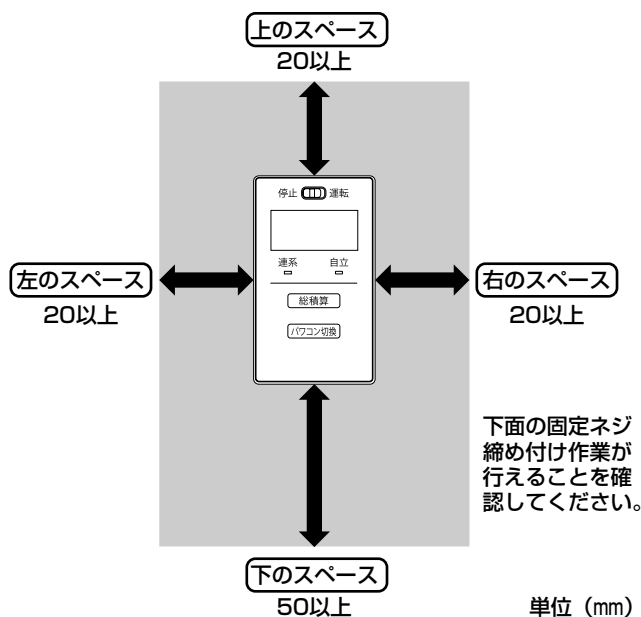 上のスペース
20以上
停止 運転
連系 自立
左のスペース
20以上
右のスペース
20以上
総積算
パワコン切換
下面の固定ネジ
締め付け作業が
行えることを確
認してください。
下のスペース
50以上
単位（mm）